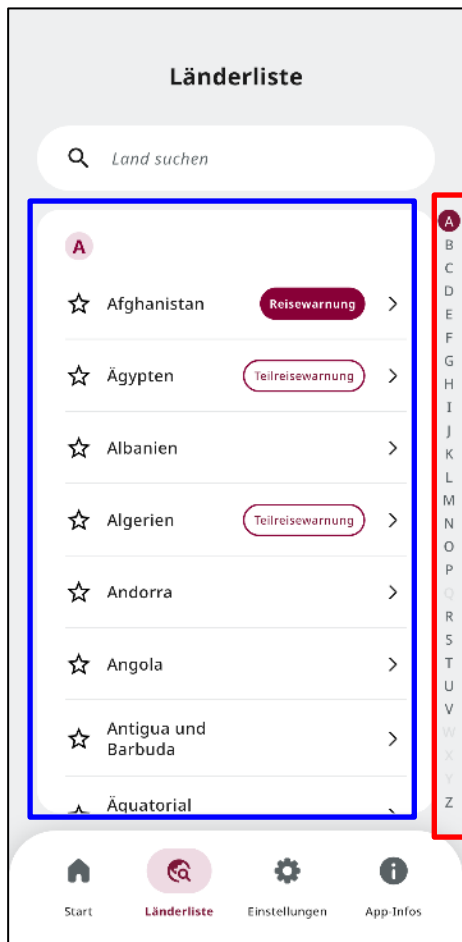 Länderliste
Land suchen
A
Afghanistan Reisewarnung
Ägypten Teilreisewarnung
Albanien
Algerien Teilreisewarnung
Andorra
Angola
Antigua und
Barbuda
Äquatorial
A
B
C
D
E
F
G
H
I
J
K
L
M
N
O
P
Q
R
S
T
U
V
W
X
Y
Z
Start Länderliste Einstellungen App-Infos